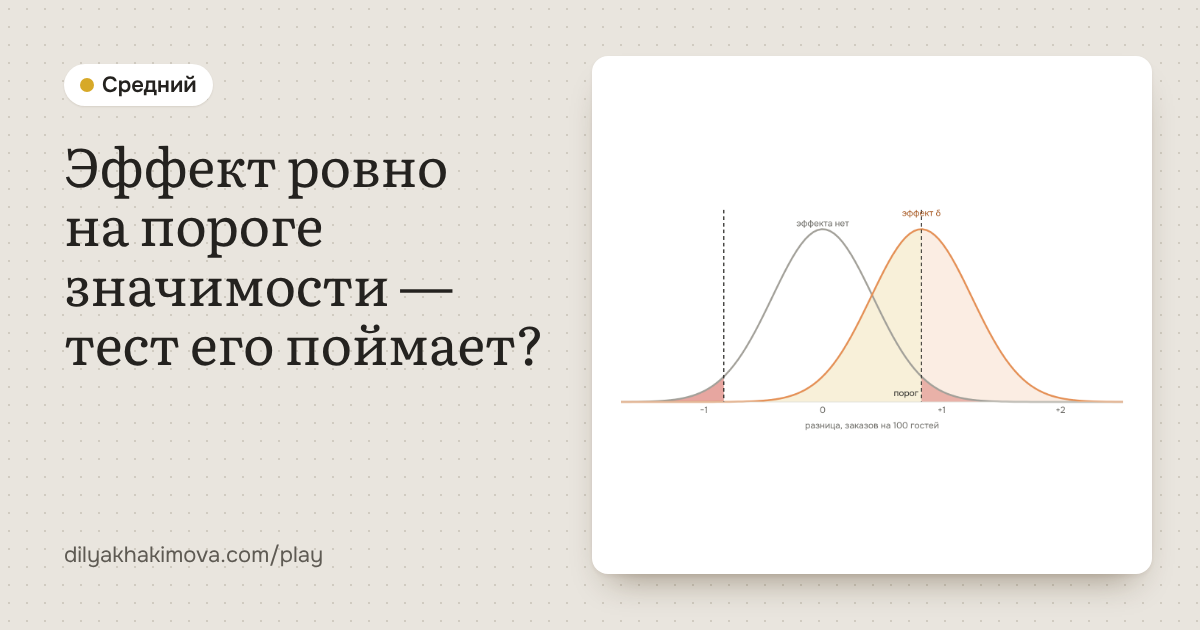 Средний
Эффект ровно
на пороге
значимости —
тест его поймает?
dilyakhakimova.com/play
эффекта нет
эффект δ
порог
−1
0
+1
+2
разница, заказов на 100 гостей